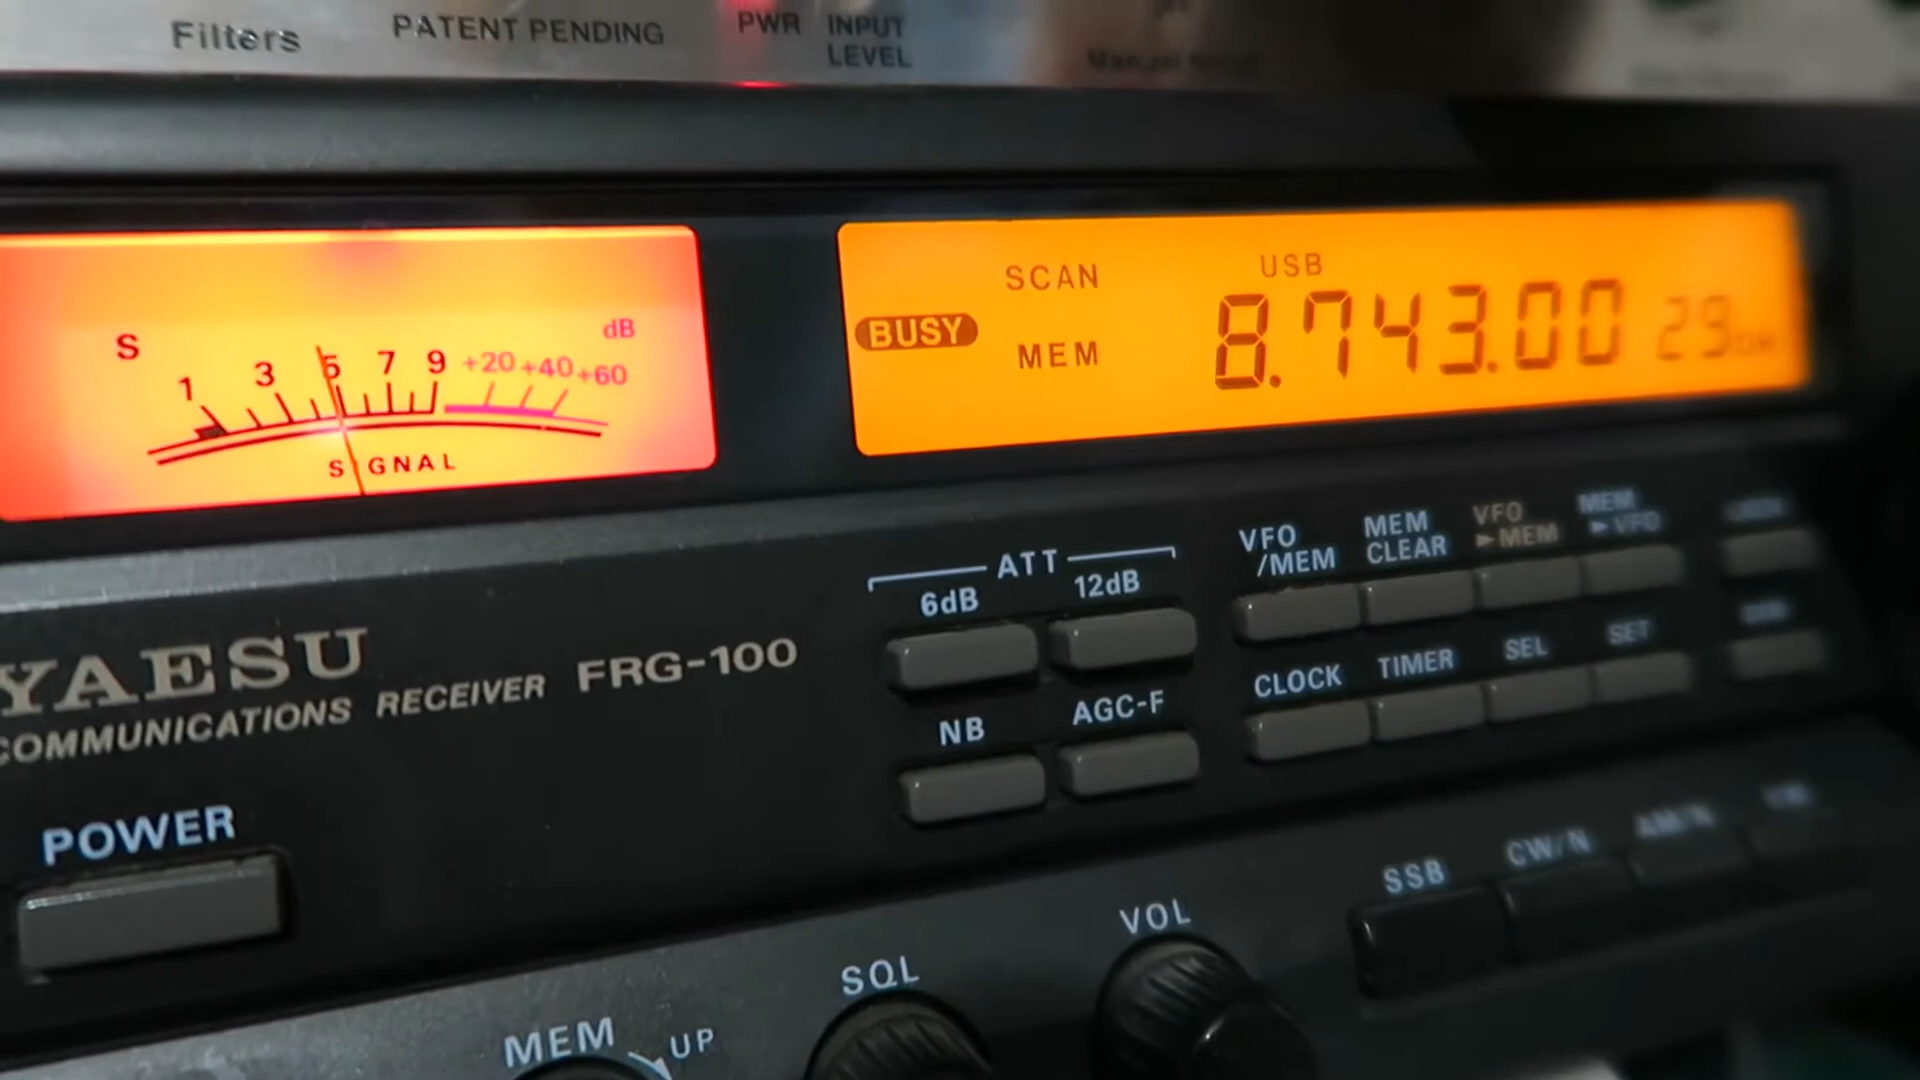 Filters
PATENT PENDING
PWR
INPUT
LEVEL
S
dB
1 3 5 7 9 +20 +40 +60
SIGNAL
SCAN
USB
BUSY
MEM
8.743.00 29CH
ATT
6dB
12dB
VFO
/MEM
MEM
CLEAR
VFO
►MEM
MEM
►VFO
YAESU
COMMUNICATIONS RECEIVER FRG-100
NB
AGC-F
CLOCK
TIMER
SEL
SET
POWER
SSB
CW/N
AM/N
VOL
SQL
MEM
UP